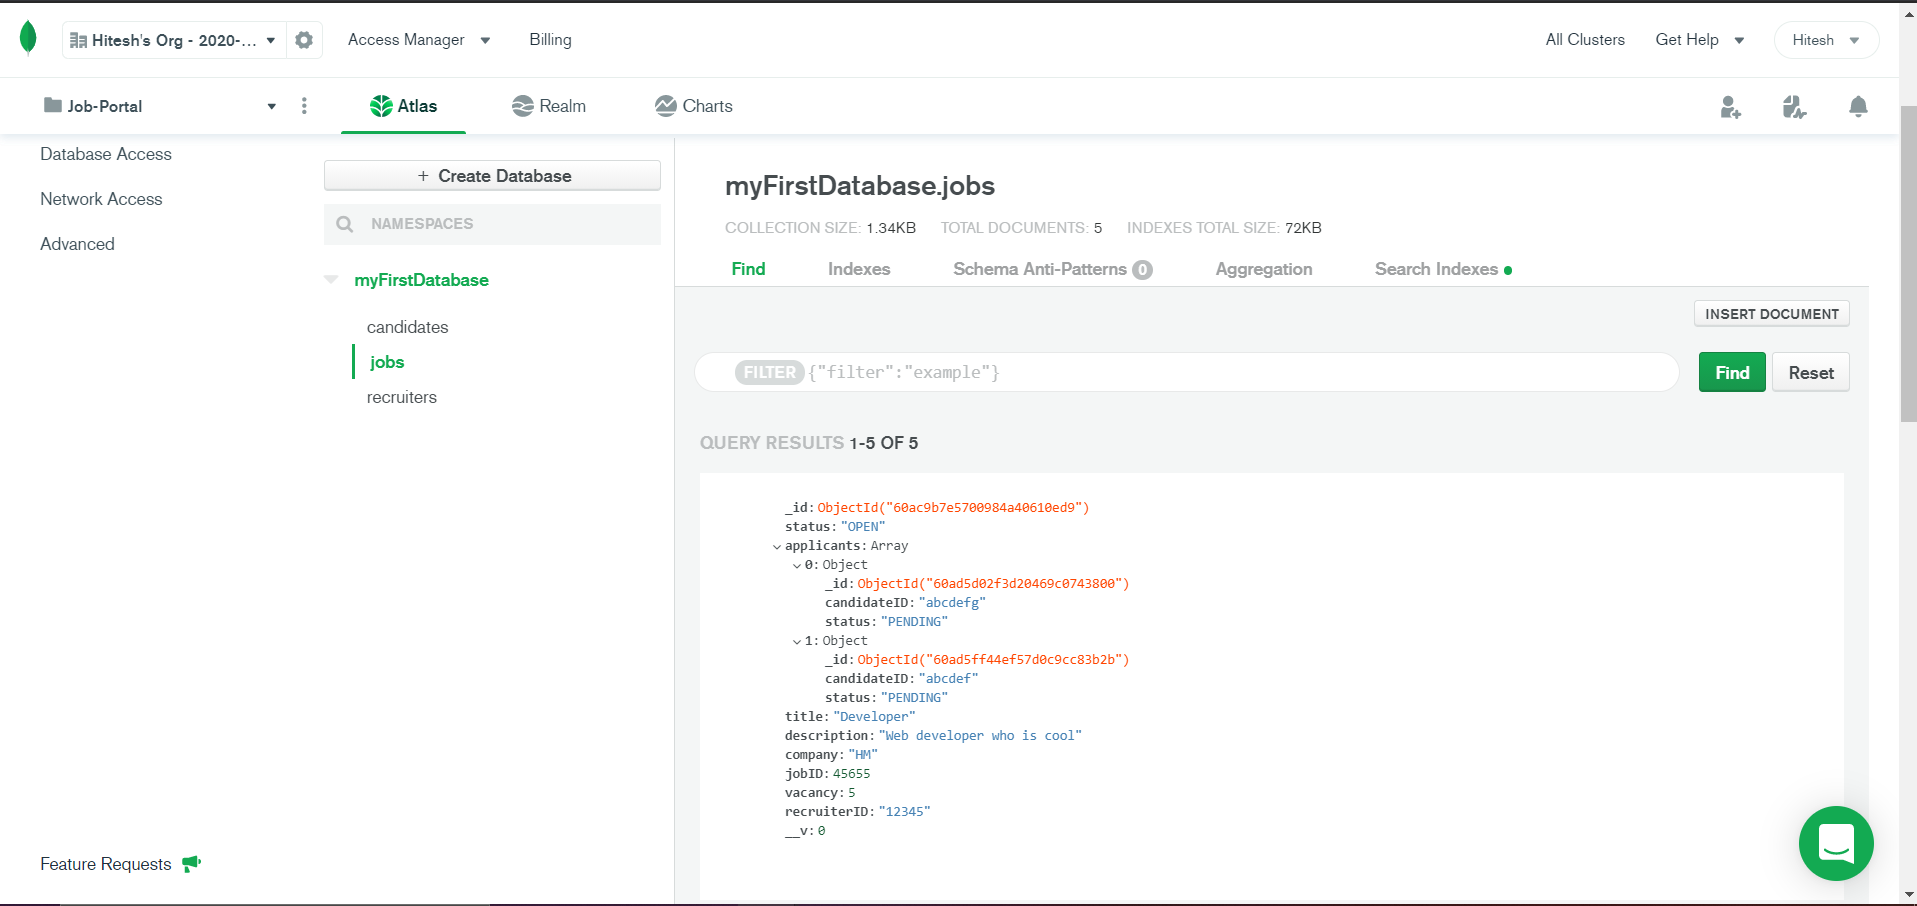 Hitesh's Org - 2020-...
Access Manager
Billing
All Clusters
Get Help
Hitesh
Job-Portal
Atlas
Realm
Charts
Database Access
Network Access
Advanced
Feature Requests
+ Create Database
NAMESPACES
myFirstDatabase
candidates
jobs
recruiters
myFirstDatabase.jobs
COLLECTION SIZE: 1.34KB TOTAL DOCUMENTS: 5 INDEXES TOTAL SIZE: 72KB
Find Indexes Schema Anti-Patterns 0 Aggregation Search Indexes
INSERT DOCUMENT
FILTER {"filter":"example"}
Find
Reset
QUERY RESULTS 1-5 OF 5
_id: ObjectId("60ac9b7e5700984a40610ed9")
status: "OPEN"
applicants: Array
0: Object
_id: ObjectId("60ad5d02f3d20469c0743800")
candidateID: "abcdefg"
status: "PENDING"
1: Object
_id: ObjectId("60ad5ff44ef57d0c9cc83b2b")
candidateID: "abcdef"
status: "PENDING"
title: "Developer"
description: "Web developer who is cool"
company: "HM"
jobID: 45655
vacancy: 5
recruiterID: "12345"
__v: 0